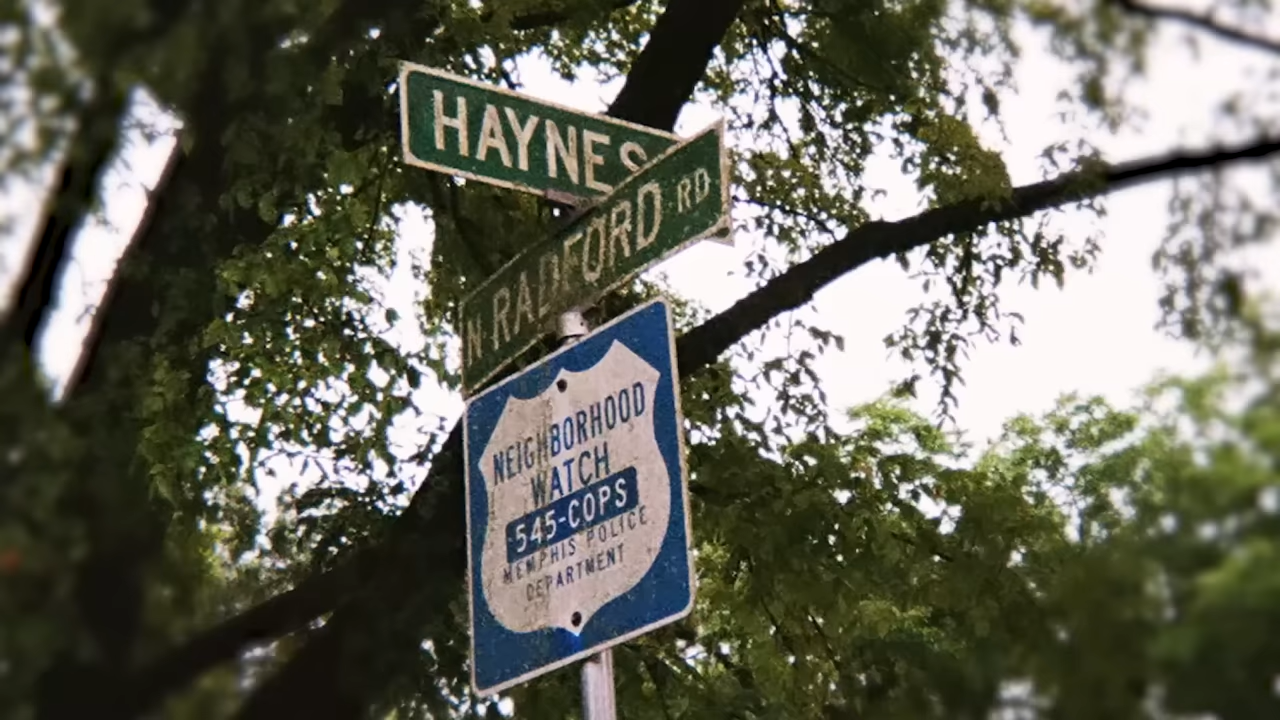 HAYNES
N RADFORD RD
NEIGHBORHOOD
WATCH
545-COPS
MEMPHIS POLICE
DEPARTMENT